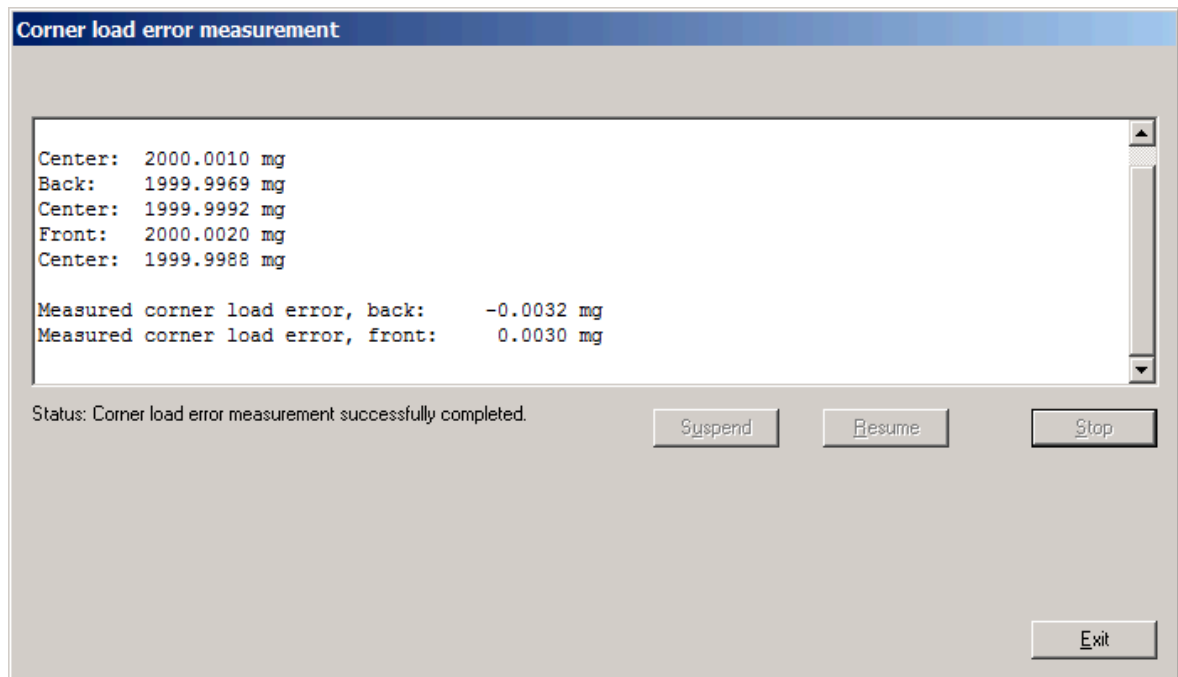 Corner load error measurement
Center: 2000.0010 mg
Back: 1999.9969 mg
Center: 1999.9992 mg
Front: 2000.0020 mg
Center: 1999.9988 mg
Measured corner load error, back: -0.0032 mg
Measured corner load error, front: 0.0030 mg
Status: Corner load error measurement successfully completed.
Suspend Resume Stop
Exit